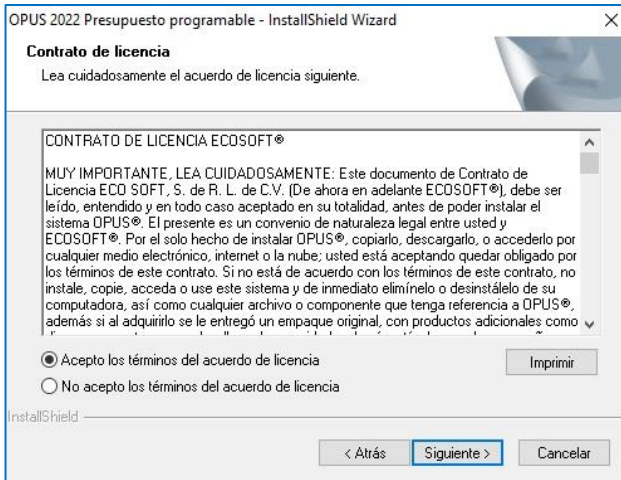 OPUS 2022 Presupuesto programable - InstallShield Wizard
Contrato de licencia
Lea cuidadosamente el acuerdo de licencia siguiente.
CONTRATO DE LICENCIA ECOSOFT®
MUY IMPORTANTE, LEA CUIDADOSAMENTE: Este documento de Contrato de
Licencia ECO SOFT, S. de R. L. de C.V. (De ahora en adelante ECOSOFT®), debe ser
leído, entendido y en todo caso aceptado en su totalidad, antes de poder instalar el
sistema OPUS®. El presente es un convenio de naturaleza legal entre usted y
ECOSOFT®. Por el solo hecho de instalar OPUS®, copiarlo, descargarlo, o accederlo por
cualquier medio electrónico, internet o la nube; usted está aceptando quedar obligado por
los términos de este contrato. Si no está de acuerdo con los términos de este contrato, no
instale, copie, acceda o use este sistema y de inmediato elimínelo o desinstálelo de su
computadora, así como cualquier archivo o componente que tenga referencia a OPUS®,
además si al adquirirlo se le entregó un empaque original, con productos adicionales como
Acepto los términos del acuerdo de licencia
Imprimir
No acepto los términos del acuerdo de licencia
InstallShield
< Atrás
Siguiente >
Cancelar